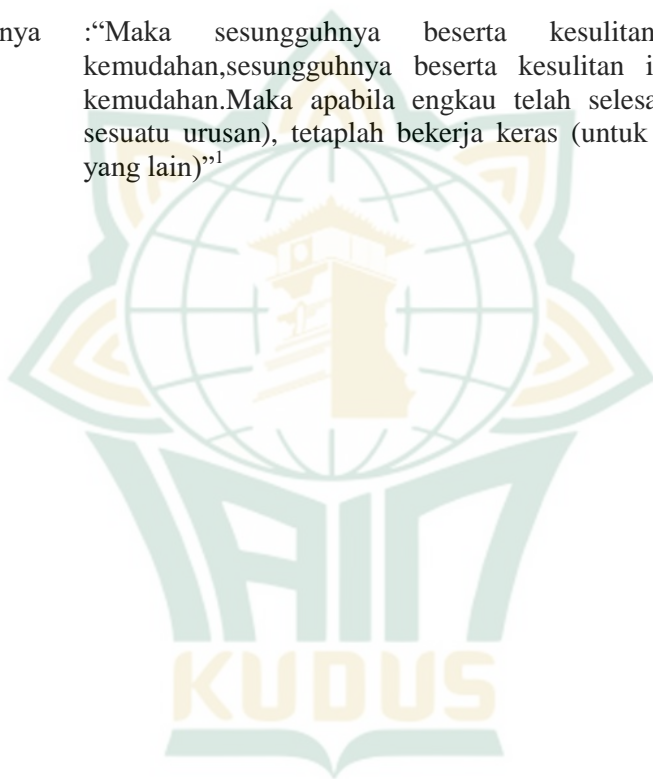 nya :“Maka sesungguhnya beserta kesulitan
kemudahan,sesungguhnya beserta kesulitan i
kemudahan.Maka apabila engkau telah selesa
sesuatu urusan), tetaplah bekerja keras (untuk
yang lain)”1
IAIN
KUDUS